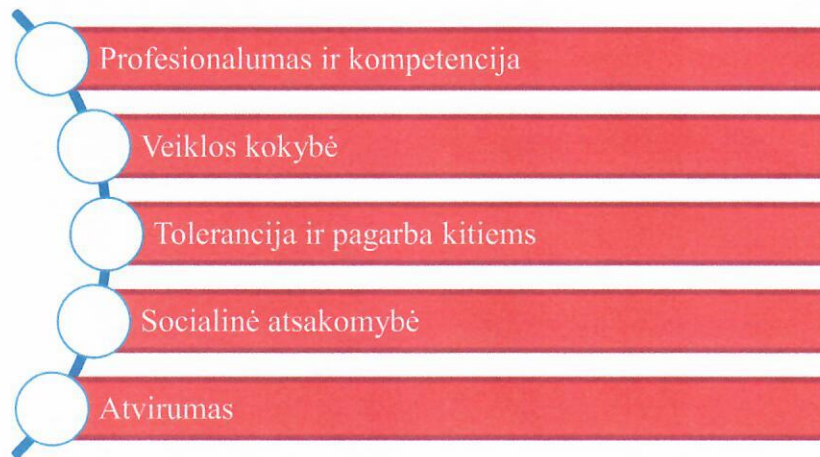 Profesionalumas ir kompetencija
Veiklos kokybė
Tolerancija ir pagarba kitiems
Socialinė atsakomybė
Atvirumas